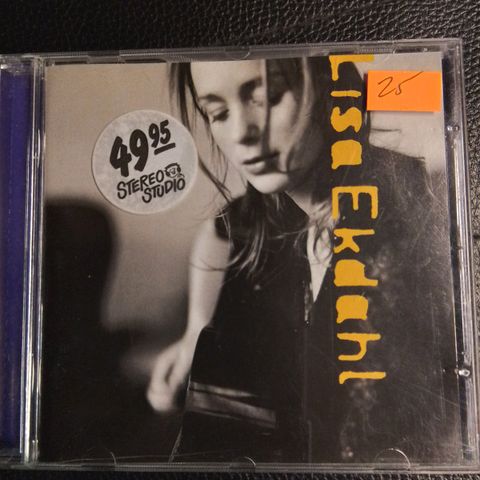 49 95
STEREO
STUDIO
25
Lisa Ekdahl